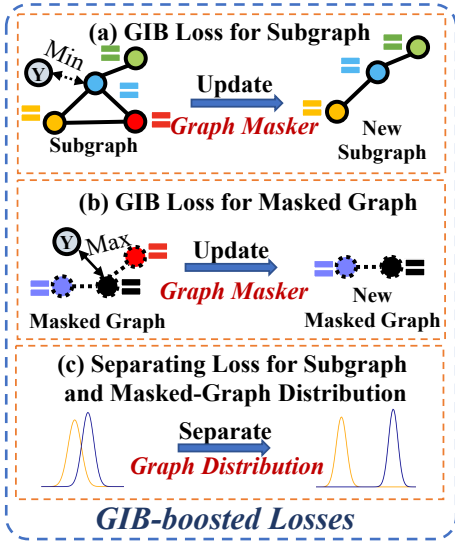 (a) GIB Loss for Subgraph
Y
Min
Update
Graph Masker
Subgraph
New
Subgraph
(b) GIB Loss for Masked Graph
Y
Max
Update
Graph Masker
Masked Graph
New
Masked Graph
(c) Separating Loss for Subgraph
and Masked-Graph Distribution
Separate
Graph Distribution
GIB-boosted Losses